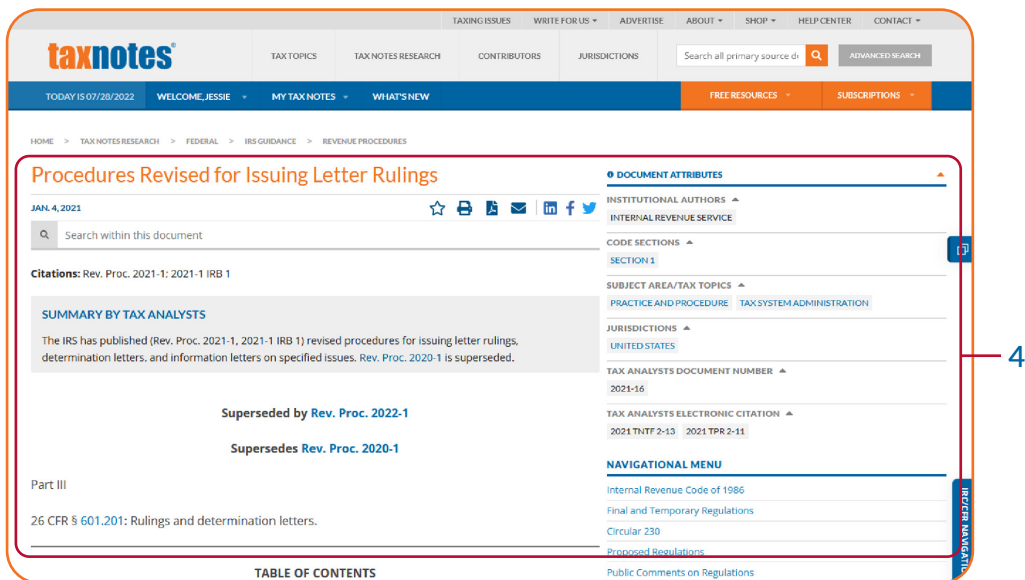 TAXING ISSUES WRITE FOR US ADVERTISE ABOUT SHOP HELP CENTER CONTACT
taxnotes®
TAX TOPICS TAX NOTES RESEARCH CONTRIBUTORS JURISDICTIONS Search all primary source d ADVANCED SEARCH
TODAY IS 07/28/2022 WELCOME, JESSIE MY TAX NOTES WHAT'S NEW FREE RESOURCES SUBSCRIPTIONS
HOME > TAX NOTES RESEARCH > FEDERAL > IRS GUIDANCE > REVENUE PROCEDURES
Procedures Revised for Issuing Letter Rulings
JAN. 4, 2021
Search within this document
Citations: Rev. Proc. 2021-1; 2021-1 IRB 1
SUMMARY BY TAX ANALYSTS
The IRS has published (Rev. Proc. 2021-1, 2021-1 IRB 1) revised procedures for issuing letter rulings,
determination letters, and information letters on specified issues. Rev. Proc. 2020-1 is superseded.
Superseded by Rev. Proc. 2022-1
Supersedes Rev. Proc. 2020-1
Part III
26 CFR § 601.201: Rulings and determination letters.
TABLE OF CONTENTS
DOCUMENT ATTRIBUTES
INSTITUTIONAL AUTHORS
INTERNAL REVENUE SERVICE
CODE SECTIONS
SECTION 1
SUBJECT AREA/TAX TOPICS
PRACTICE AND PROCEDURE TAX SYSTEM ADMINISTRATION
JURISDICTIONS
UNITED STATES
TAX ANALYSTS DOCUMENT NUMBER
2021-16
TAX ANALYSTS ELECTRONIC CITATION
2021 TNTF 2-13 2021 TPR 2-11
NAVIGATIONAL MENU
Internal Revenue Code of 1986
Final and Temporary Regulations
Circular 230
Proposed Regulations
Public Comments on Regulations
IRC/CFR
4